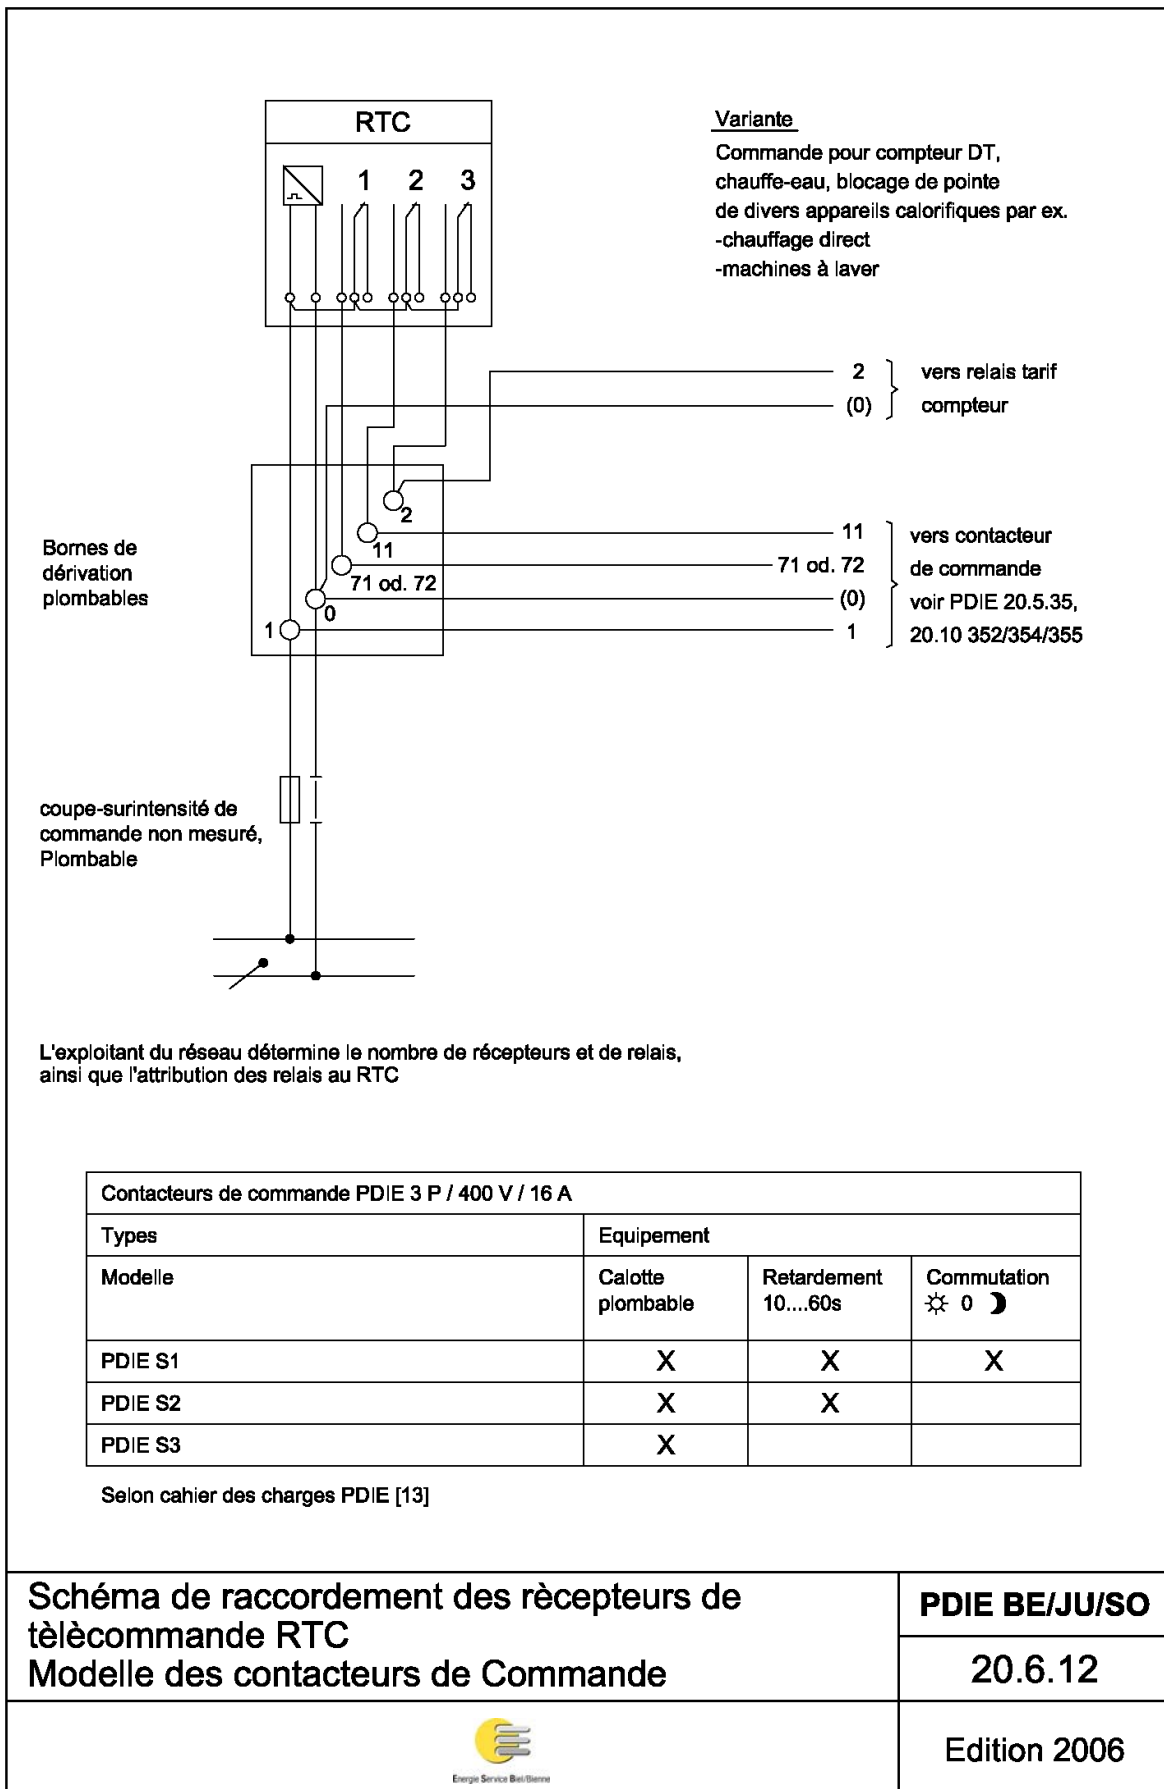 RTC
1 2 3
Variante
Commande pour compteur DT,
chauffe-eau, blocage de pointe
de divers appareils calorifiques par ex.
-chauffage direct
-machines à laver
2 vers relais tarif
(0) compteur
2
11
71 od. 72
0
1
11 vers contacteur
71 od. 72 de commande
(0) voir PDIE 20.5.35,
1 20.10 352/354/355
Bornes de
dérivation
plombables
coupe-surintensité de
commande non mesuré,
Plombable
L'exploitant du réseau détermine le nombre de récepteurs et de relais,
ainsi que l'attribution des relais au RTC
Contacteurs de commande PDIE 3 P / 400 V / 16 A
Types Equipement
Modelle Calotte Retardement Commutation
plombable 10....60s ☼ 0 ☽
PDIE S1 X X X
PDIE S2 X X
PDIE S3 X
Selon cahier des charges PDIE [13]
Schéma de raccordement des rècepteurs de
tèlècommande RTC
Modelle des contacteurs de Commande
PDIE BE/JU/SO
20.6.12
Energie Service Biel/Bienne
Edition 2006